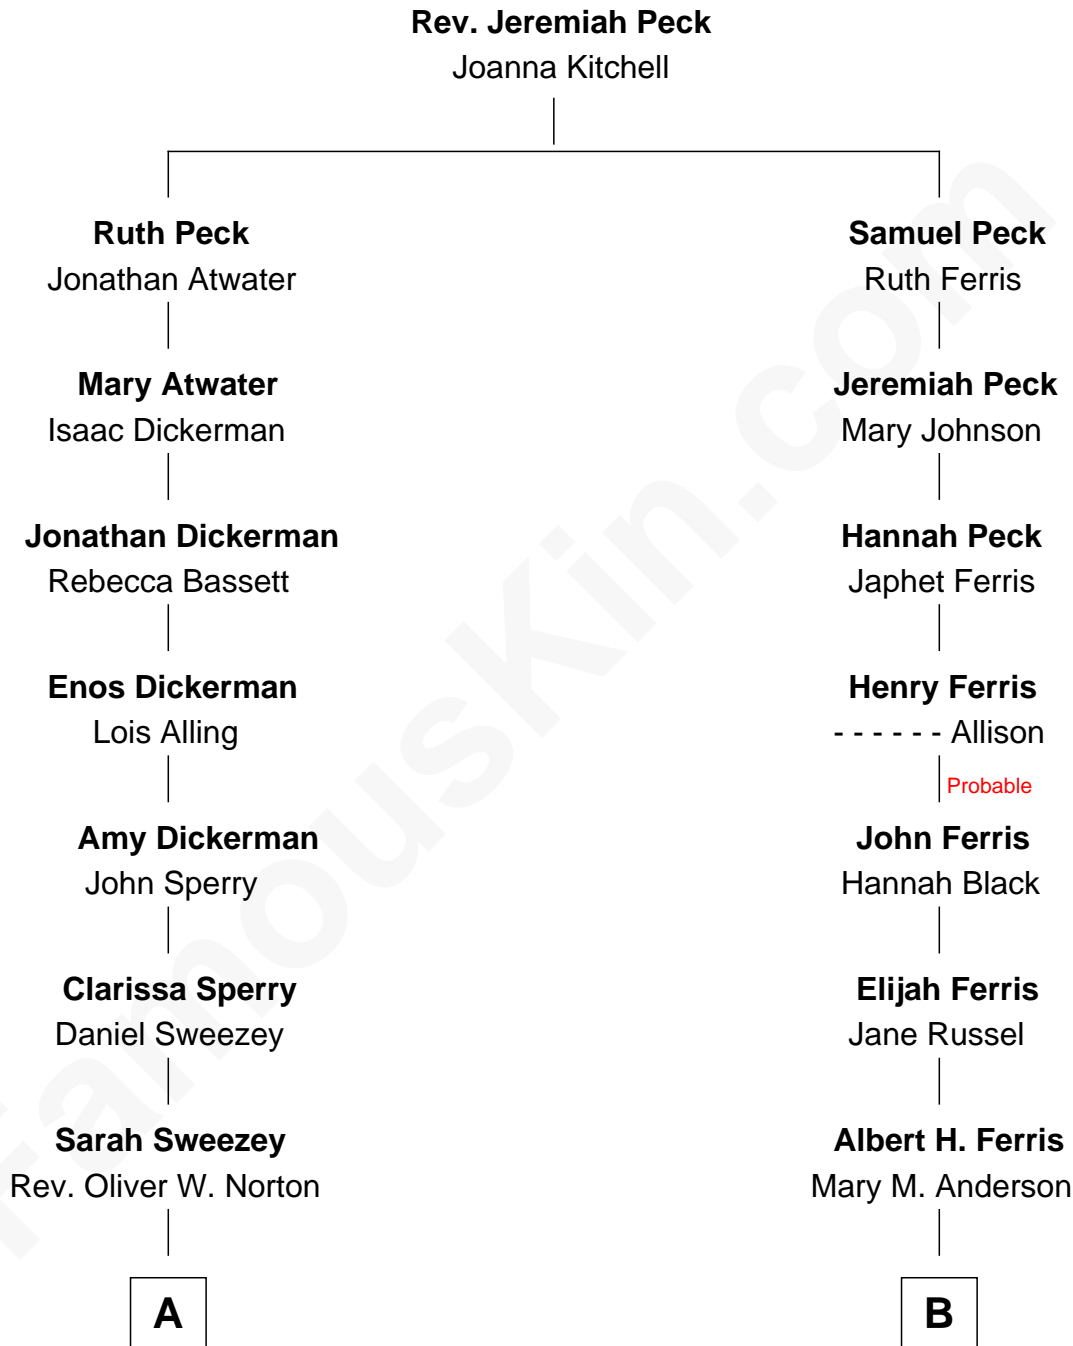 Rev. Jeremiah Peck
Joanna Kitchell
Ruth Peck
Jonathan Atwater
Samuel Peck
Ruth Ferris
Mary Atwater
Isaac Dickerman
Jeremiah Peck
Mary Johnson
Jonathan Dickerman
Rebecca Bassett
Hannah Peck
Japhet Ferris
Enos Dickerman
Lois Alling
Henry Ferris
- - - - - - Allison
Probable
Amy Dickerman
John Sperry
John Ferris
Hannah Black
Clarissa Sperry
Daniel Sweezey
Elijah Ferris
Jane Russel
Sarah Sweezey
Rev. Oliver W. Norton
Albert H. Ferris
Mary M. Anderson
A
B
FamousKin.com